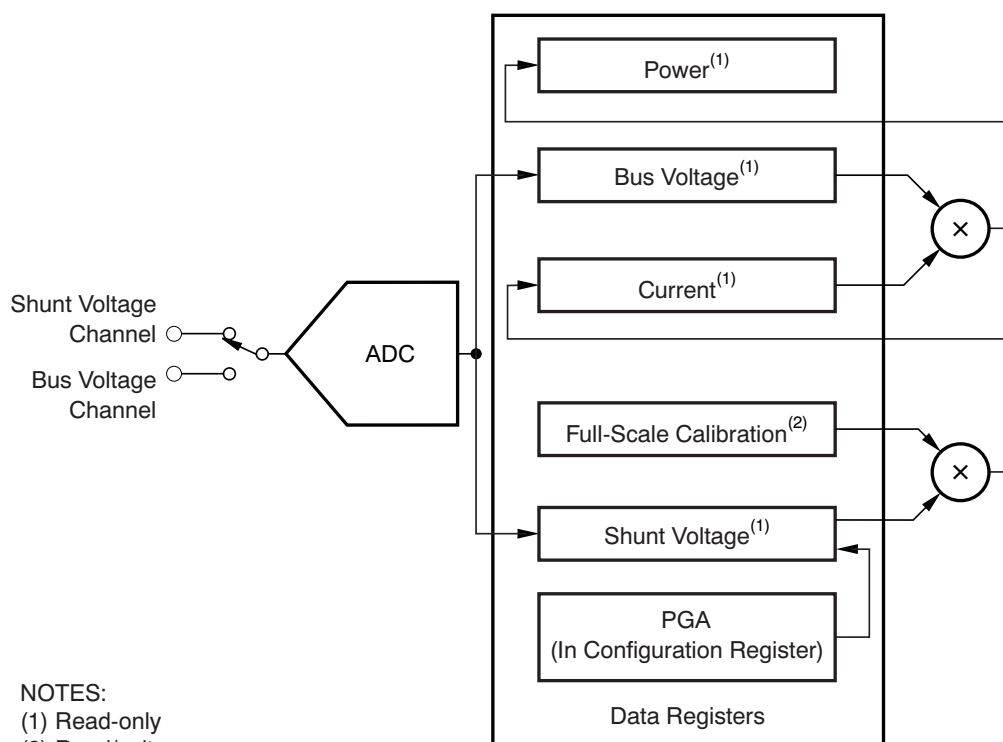 Power(1)
Bus Voltage(1)
×
Current(1)
Shunt Voltage
Channel
ADC
Bus Voltage
Channel
Full-Scale Calibration(2)
×
Shunt Voltage(1)
PGA
(In Configuration Register)
NOTES:
(1) Read-only
Data Registers